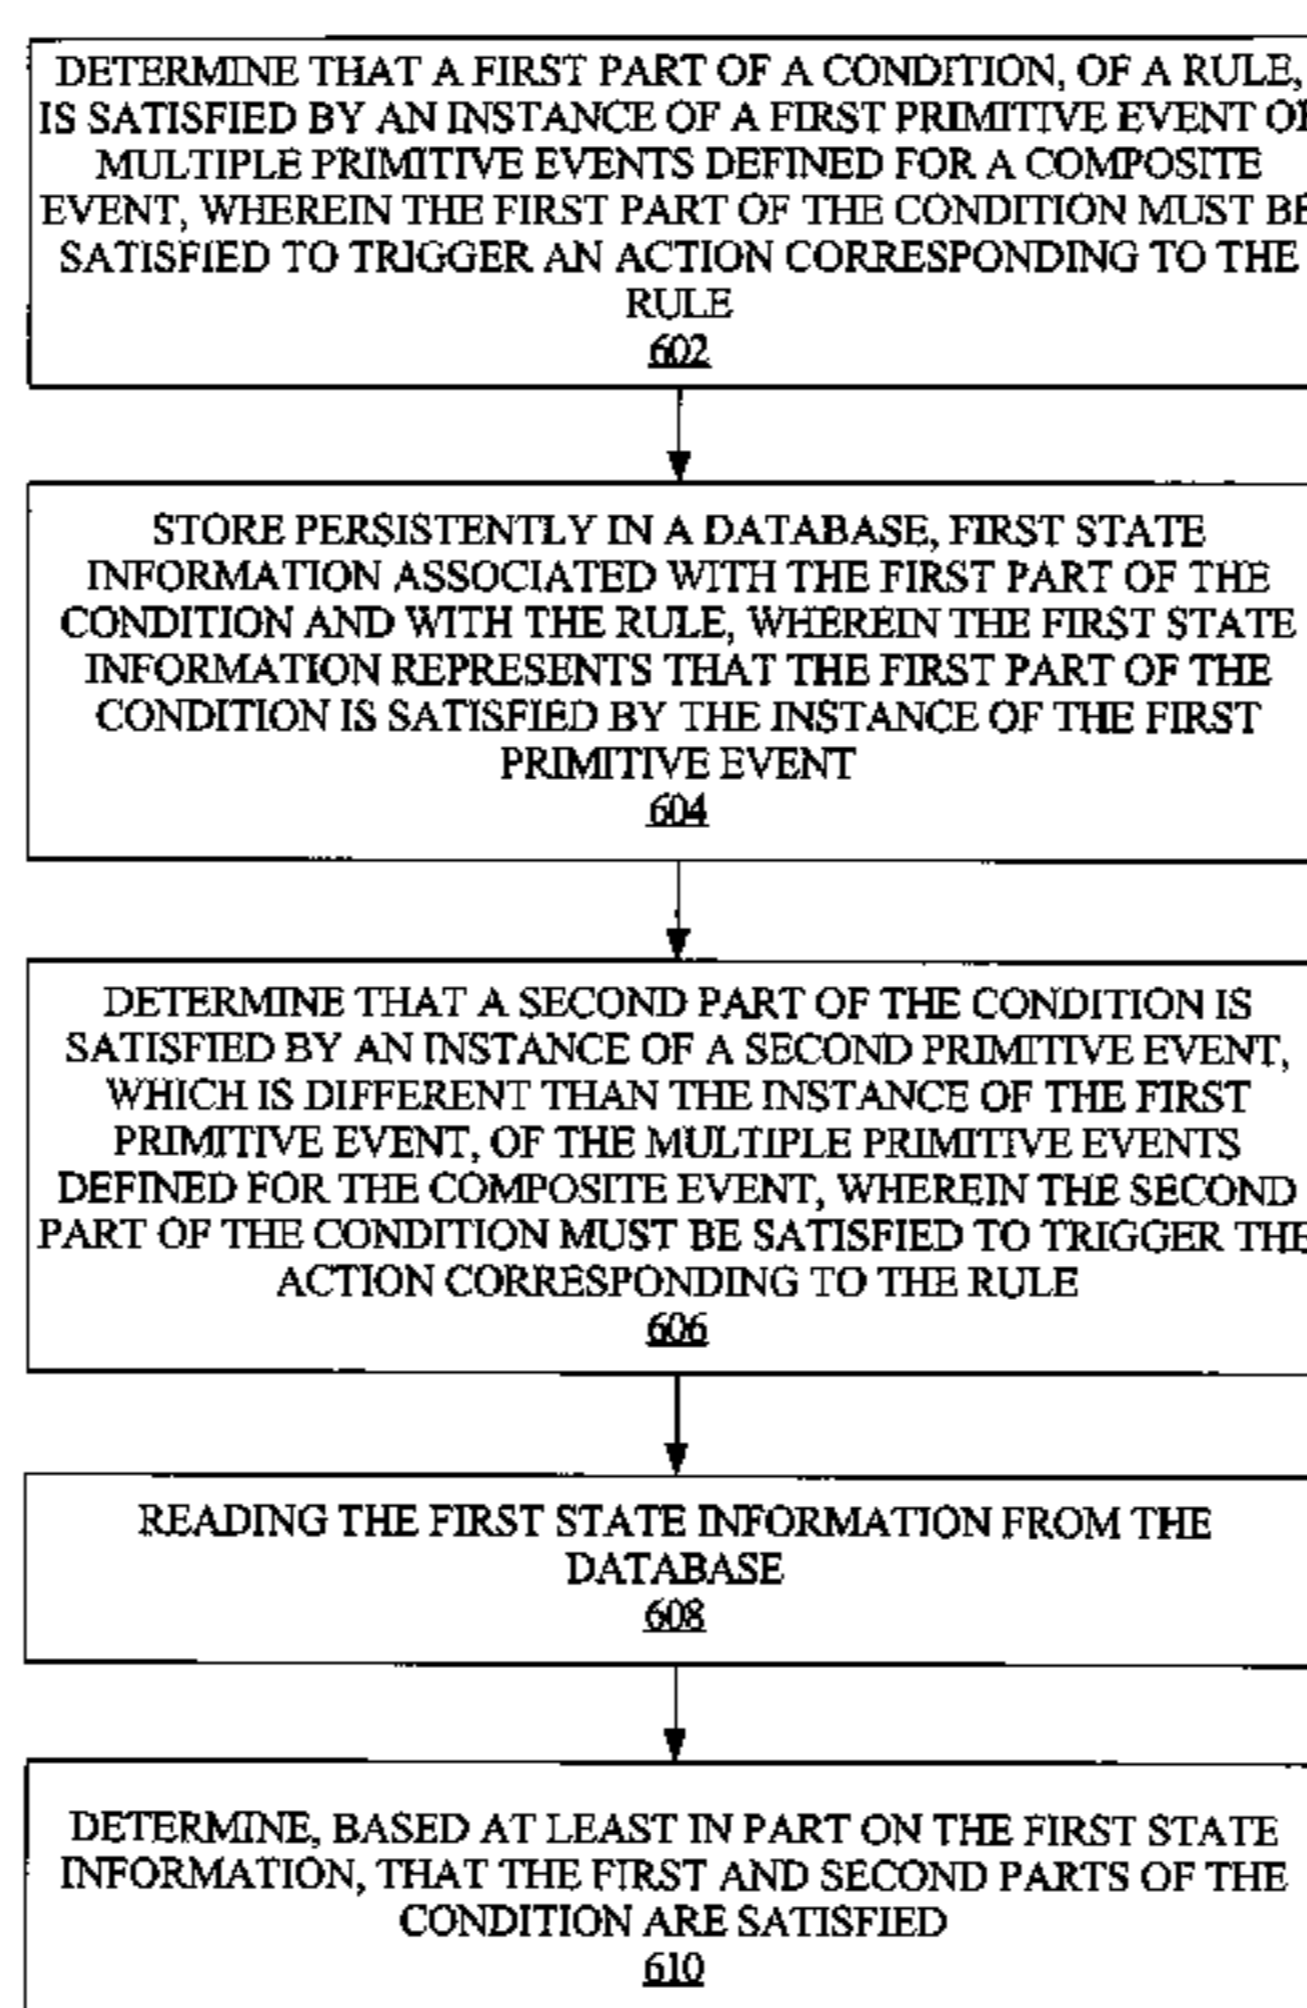 DETERMINE THAT A FIRST PART OF A CONDITION, OF A RULE,
IS SATISFIED BY AN INSTANCE OF A FIRST PRIMITIVE EVENT OF
MULTIPLE PRIMITIVE EVENTS DEFINED FOR A COMPOSITE
EVENT, WHEREIN THE FIRST PART OF THE CONDITION MUST BE
SATISFIED TO TRIGGER AN ACTION CORRESPONDING TO THE
RULE
602
STORE PERSISTENTLY IN A DATABASE, FIRST STATE
INFORMATION ASSOCIATED WITH THE FIRST PART OF THE
CONDITION AND WITH THE RULE, WHEREIN THE FIRST STATE
INFORMATION REPRESENTS THAT THE FIRST PART OF THE
CONDITION IS SATISFIED BY THE INSTANCE OF THE FIRST
PRIMITIVE EVENT
604
DETERMINE THAT A SECOND PART OF THE CONDITION IS
SATISFIED BY AN INSTANCE OF A SECOND PRIMITIVE EVENT,
WHICH IS DIFFERENT THAN THE INSTANCE OF THE FIRST
PRIMITIVE EVENT, OF THE MULTIPLE PRIMITIVE EVENTS
DEFINED FOR THE COMPOSITE EVENT, WHEREIN THE SECOND
PART OF THE CONDITION MUST BE SATISFIED TO TRIGGER THE
ACTION CORRESPONDING TO THE RULE
606
READING THE FIRST STATE INFORMATION FROM THE
DATABASE
608
DETERMINE, BASED AT LEAST IN PART ON THE FIRST STATE
INFORMATION, THAT THE FIRST AND SECOND PARTS OF THE
CONDITION ARE SATISFIED
610